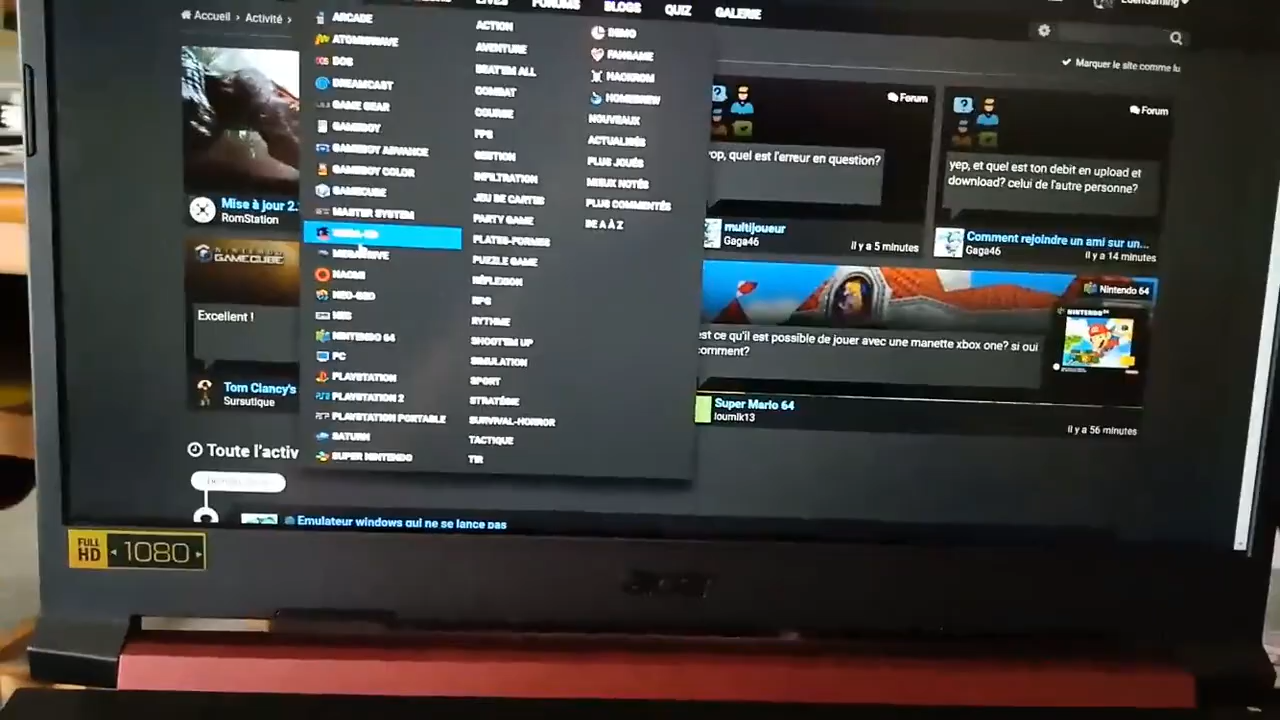 FORUMS
BLOGS
QUIZ
GALERIE
EdenGaming
Accueil > Activité >
Marquer le site comme lu
ARCADE
ATOMISWAVE
DOS
DREAMCAST
GAME GEAR
GAMEBOY
GAMEBOY ADVANCE
GAMEBOY COLOR
GAMECUBE
MASTER SYSTEM
MEGADRIVE
NAOMI
NEO-GEO
NES
NINTENDO 64
PC
PLAYSTATION
PLAYSTATION 2
PLAYSTATION PORTABLE
SATURN
SUPER NINTENDO
ACTION
AVENTURE
BEAT'EM ALL
COMBAT
COURSE
FPS
GESTION
INFILTRATION
JEU DE CARTES
PARTY GAME
PLATES-FORMES
PUZZLE GAME
RÉFLEXION
RPG
RYTHME
SHOOT'EM UP
SIMULATION
SPORT
STRATÉGIE
SURVIVAL-HORROR
TACTIQUE
TIR
DEMO
FANGAME
HACKROM
HOMEBREW
NOUVEAUX
ACTUALISÉS
PLUS JOUÉS
MIEUX NOTÉS
PLUS COMMENTÉS
DE A À Z
Mise à jour 2.
RomStation
NINTENDO
GAMECUBE
Excellent !
Tom Clancy's
Sursutique
Toute l'activ
Emulateur windows qui ne se lance pas
Forum
yop, quel est l'erreur en question?
multijoueur
Gaga46
il y a 5 minutes
Forum
yep, et quel est ton debit en upload et
download? celui de l'autre personne?
Comment rejoindre un ami sur un...
Gaga46
il y a 14 minutes
Nintendo 64
est ce qu'il est possible de jouer avec une manette xbox one? si oui
comment?
Super Mario 64
loumik13
il y a 56 minutes
FULL
HD
1080
acer